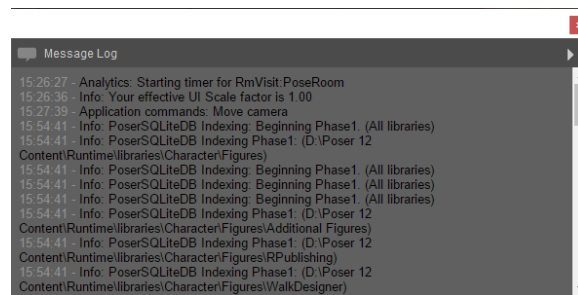 Message Log
15:26:27 - Analytics: Starting timer for RmVisit:PoseRoom
15:26:36 - Info: Your effective UI Scale factor is 1.00
15:27:39 - Application commands: Move camera
15:54:41 - Info: PoserSQLiteDB Indexing: Beginning Phase1. (All libraries)
15:54:41 - Info: PoserSQLiteDB Indexing Phase1: (D:\Poser 12
Content\Runtime\libraries\Character\Figures)
15:54:41 - Info: PoserSQLiteDB Indexing: Beginning Phase1. (All libraries)
15:54:41 - Info: PoserSQLiteDB Indexing: Beginning Phase1. (All libraries)
15:54:41 - Info: PoserSQLiteDB Indexing: Beginning Phase1. (All libraries)
15:54:41 - Info: PoserSQLiteDB Indexing Phase1: (D:\Poser 12
Content\Runtime\libraries\Character\Figures\Additional Figures)
15:54:41 - Info: PoserSQLiteDB Indexing Phase1: (D:\Poser 12
Content\Runtime\libraries\Character\Figures\RPublishing)
15:54:41 - Info: PoserSQLiteDB Indexing Phase1: (D:\Poser 12
Content\Runtime\libraries\Character\Figures\WalkDesigner)